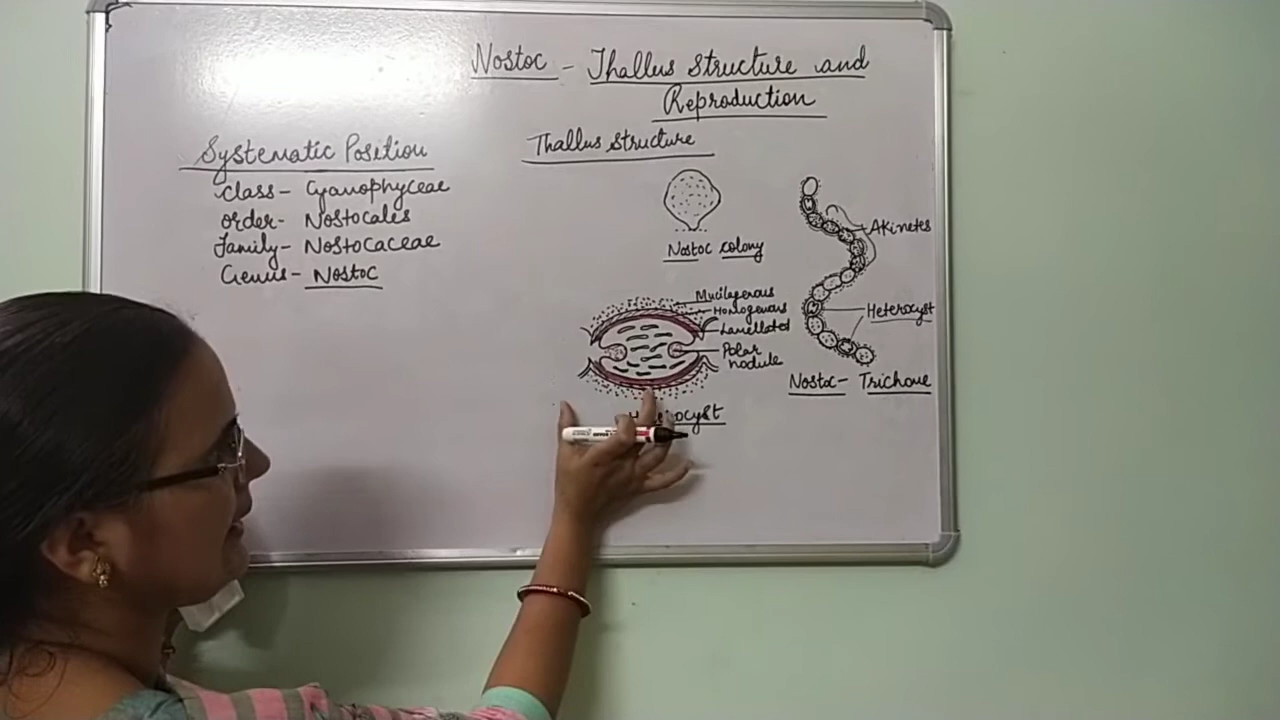 Nostoc - Thallus Structure and
Reproduction
Systematic Position
Class - Cyanophyceae
Order - Nostocales
Family - Nostocaceae
Genus - Nostoc
Thallus Structure
Nostoc colony
Mucilagenous
Homogenous
Lamellated
Polar
nodule
Akinetes
Heterocyst
Nostoc - Trichome